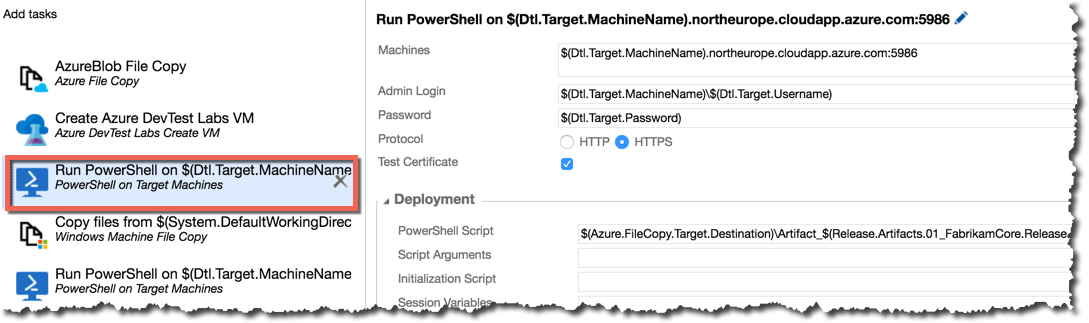 Add tasks
AzureBlob File Copy
Azure File Copy
Create Azure DevTest Labs VM
Azure DevTest Labs Create VM
Run PowerShell on $(Dtl.Target.MachineName
PowerShell on Target Machines
Copy files from $(System.DefaultWorkingDirec
Windows Machine File Copy
Run PowerShell on $(Dtl.Target.MachineName
PowerShell on Target Machines
Run PowerShell on $(Dtl.Target.MachineName).northeurope.cloudapp.azure.com:5986
Machines
$(Dtl.Target.MachineName).northeurope.cloudapp.azure.com:5986
Admin Login
$(Dtl.Target.MachineName)\$(Dtl.Target.Username)
Password
$(Dtl.Target.Password)
Protocol
HTTP HTTPS
Test Certificate
Deployment
PowerShell Script
$(Azure.FileCopy.Target.Destination)\Artifact_$(Release.Artifacts.01_FabrikamCore.Release.
Script Arguments
Initialization Script
Session Variables